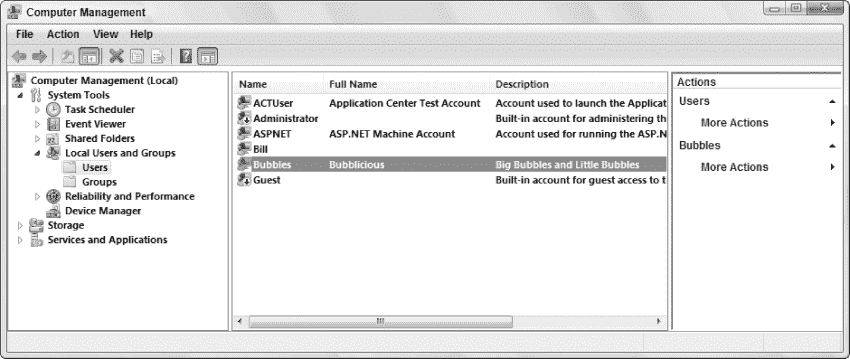 Computer Management
File Action View Help
Computer Management (Local)
System Tools
Task Scheduler
Event Viewer
Shared Folders
Local Users and Groups
Users
Groups
Reliability and Performance
Device Manager
Storage
Services and Applications
Name Full Name Description
ACTUser Application Center Test Account Account used to launch the Applicat
Administrator Built-in account for administering th
ASPNET ASP.NET Machine Account Account used for running the ASP.N
Bill
Bubbles Bubblicious Big Bubbles and Little Bubbles
Guest Built-in account for guest access to t
Actions
Users
More Actions
Bubbles
More Actions